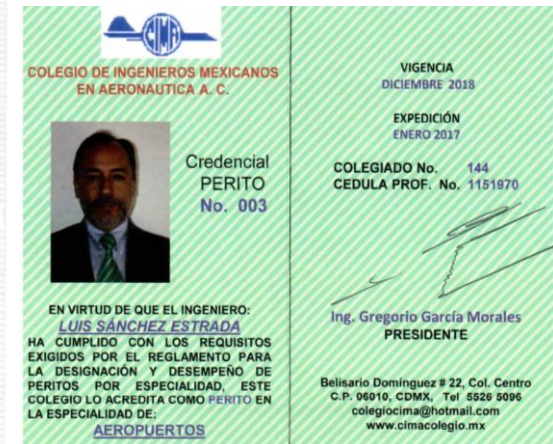 CIMA
COLEGIO DE INGENIEROS MEXICANOS
EN AERONAUTICA A. C.
Credencial
PERITO
No. 003
EN VIRTUD DE QUE EL INGENIERO:
LUIS SÁNCHEZ ESTRADA
HA CUMPLIDO CON LOS REQUISITOS
EXIGIDOS POR EL REGLAMENTO PARA
LA DESIGNACIÓN Y DESEMPEÑO DE
PERITOS POR ESPECIALIDAD, ESTE
COLEGIO LO ACREDITA COMO PERITO EN
LA ESPECIALIDAD DE:
AEROPUERTOS
VIGENCIA
DICIEMBRE 2018
EXPEDICIÓN
ENERO 2017
COLEGIADO No. 144
CEDULA PROF. No. 1151970
Ing. Gregorio García Morales
PRESIDENTE
Belisario Domínguez # 22, Col. Centro
C.P. 06010, CDMX, Tel 5526 5096
colegiocima@hotmail.com
www.cimacolegio.mx